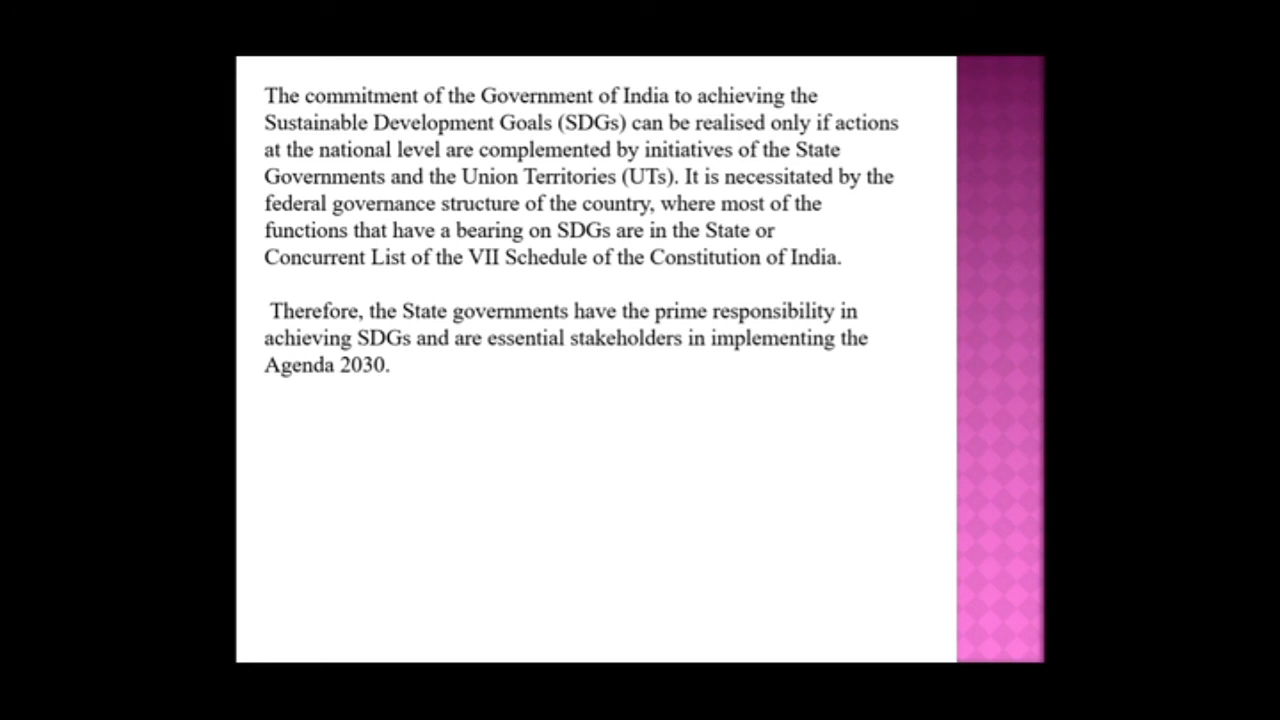 The commitment of the Government of India to achieving the
Sustainable Development Goals (SDGs) can be realised only if actions
at the national level are complemented by initiatives of the State
Governments and the Union Territories (UTs). It is necessitated by the
federal governance structure of the country, where most of the
functions that have a bearing on SDGs are in the State or
Concurrent List of the VII Schedule of the Constitution of India.
Therefore, the State governments have the prime responsibility in
achieving SDGs and are essential stakeholders in implementing the
Agenda 2030.